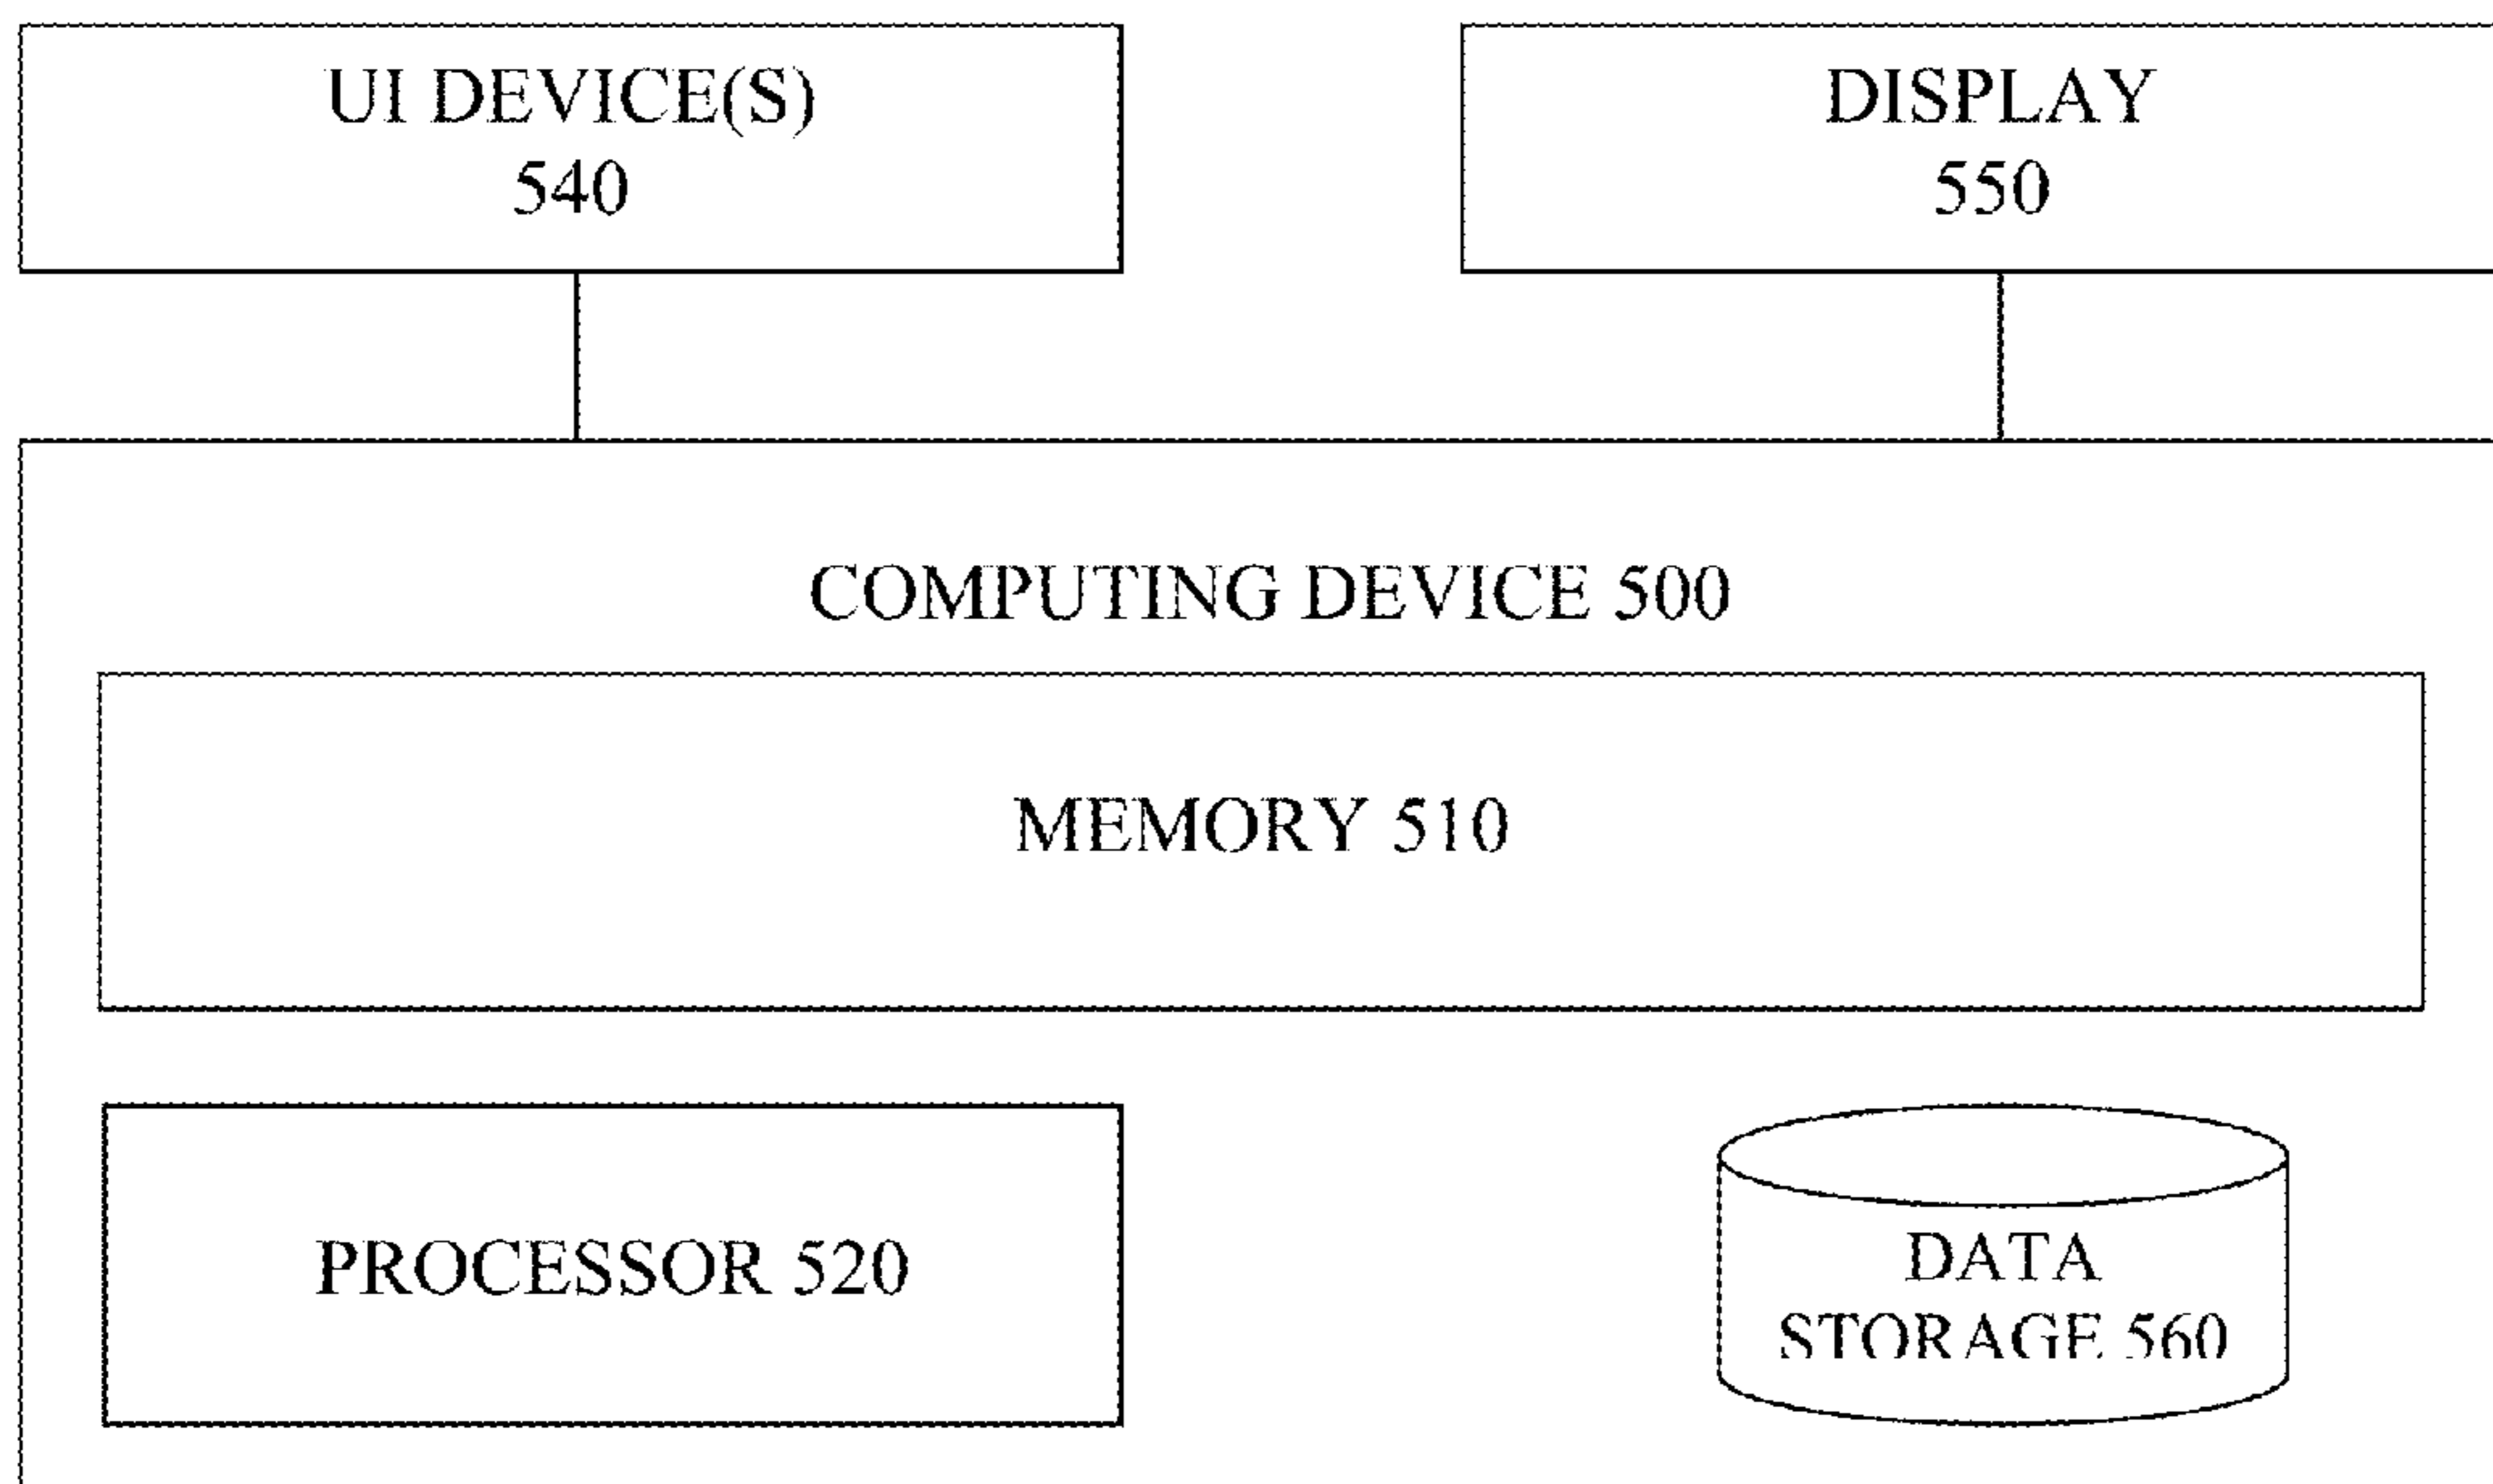 UI DEVICE(S)
540
DISPLAY
550
COMPUTING DEVICE 500
MEMORY 510
PROCESSOR 520
DATA
STORAGE 560